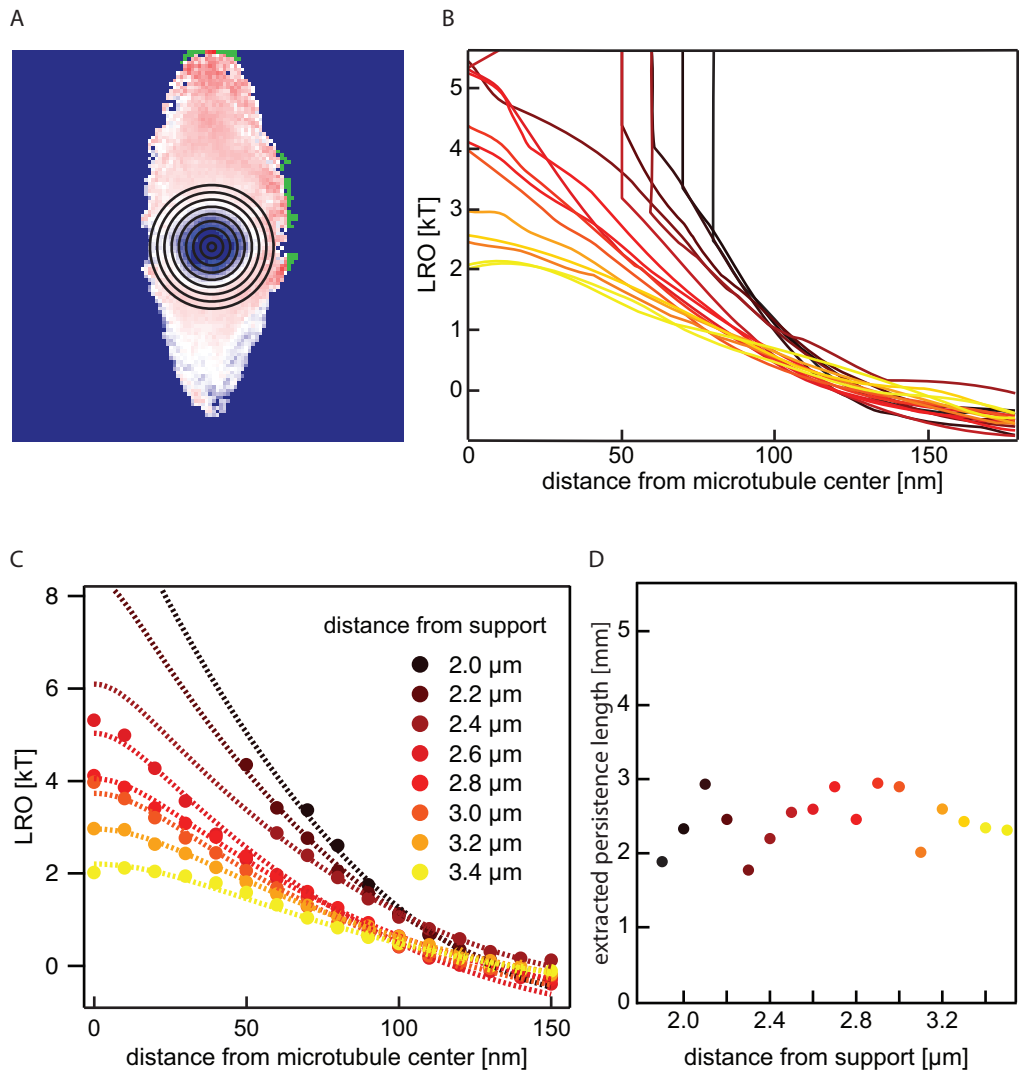 A
B
5
4
3
2
1
0
LRO [kT]
0
50
100
150
distance from microtubule center [nm]
C
8
6
4
2
0
LRO [kT]
distance from support
2.0 µm
2.2 µm
2.4 µm
2.6 µm
2.8 µm
3.0 µm
3.2 µm
3.4 µm
0
50
100
150
distance from microtubule center [nm]
D
5
4
3
2
1
0
extracted persistence length [mm]
2.0
2.4
2.8
3.2
distance from support [µm]